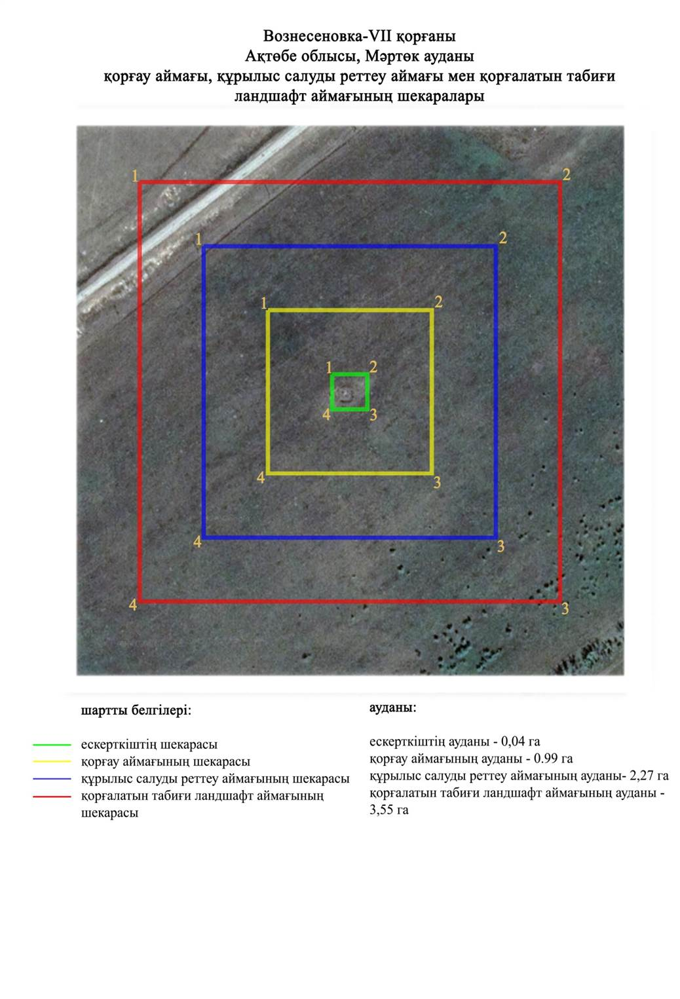 Вознесеновка-VII қорғаны
Ақтөбе облысы, Мәртөк ауданы
қорғау аймағы, құрылыс салуды реттеу аймағы мен қорғалатын табиғи
ландшафт аймағының шекаралары
1
2
1
2
1
2
1
2
4
3
4
3
4
3
4
3
шартты белгілері:
ескерткіштің шекарасы
қорғау аймағының шекарасы
құрылыс салуды реттеу аймағының шекарасы
қорғалатын табиғи ландшафт аймағының
шекарасы
ауданы:
ескерткіштің ауданы - 0,04 га
қорғау аймағының ауданы - 0.99 га
құрылыс салуды реттеу аймағының ауданы- 2,27 га
қорғалатын табиғи ландшафт аймағының ауданы -
3,55 га